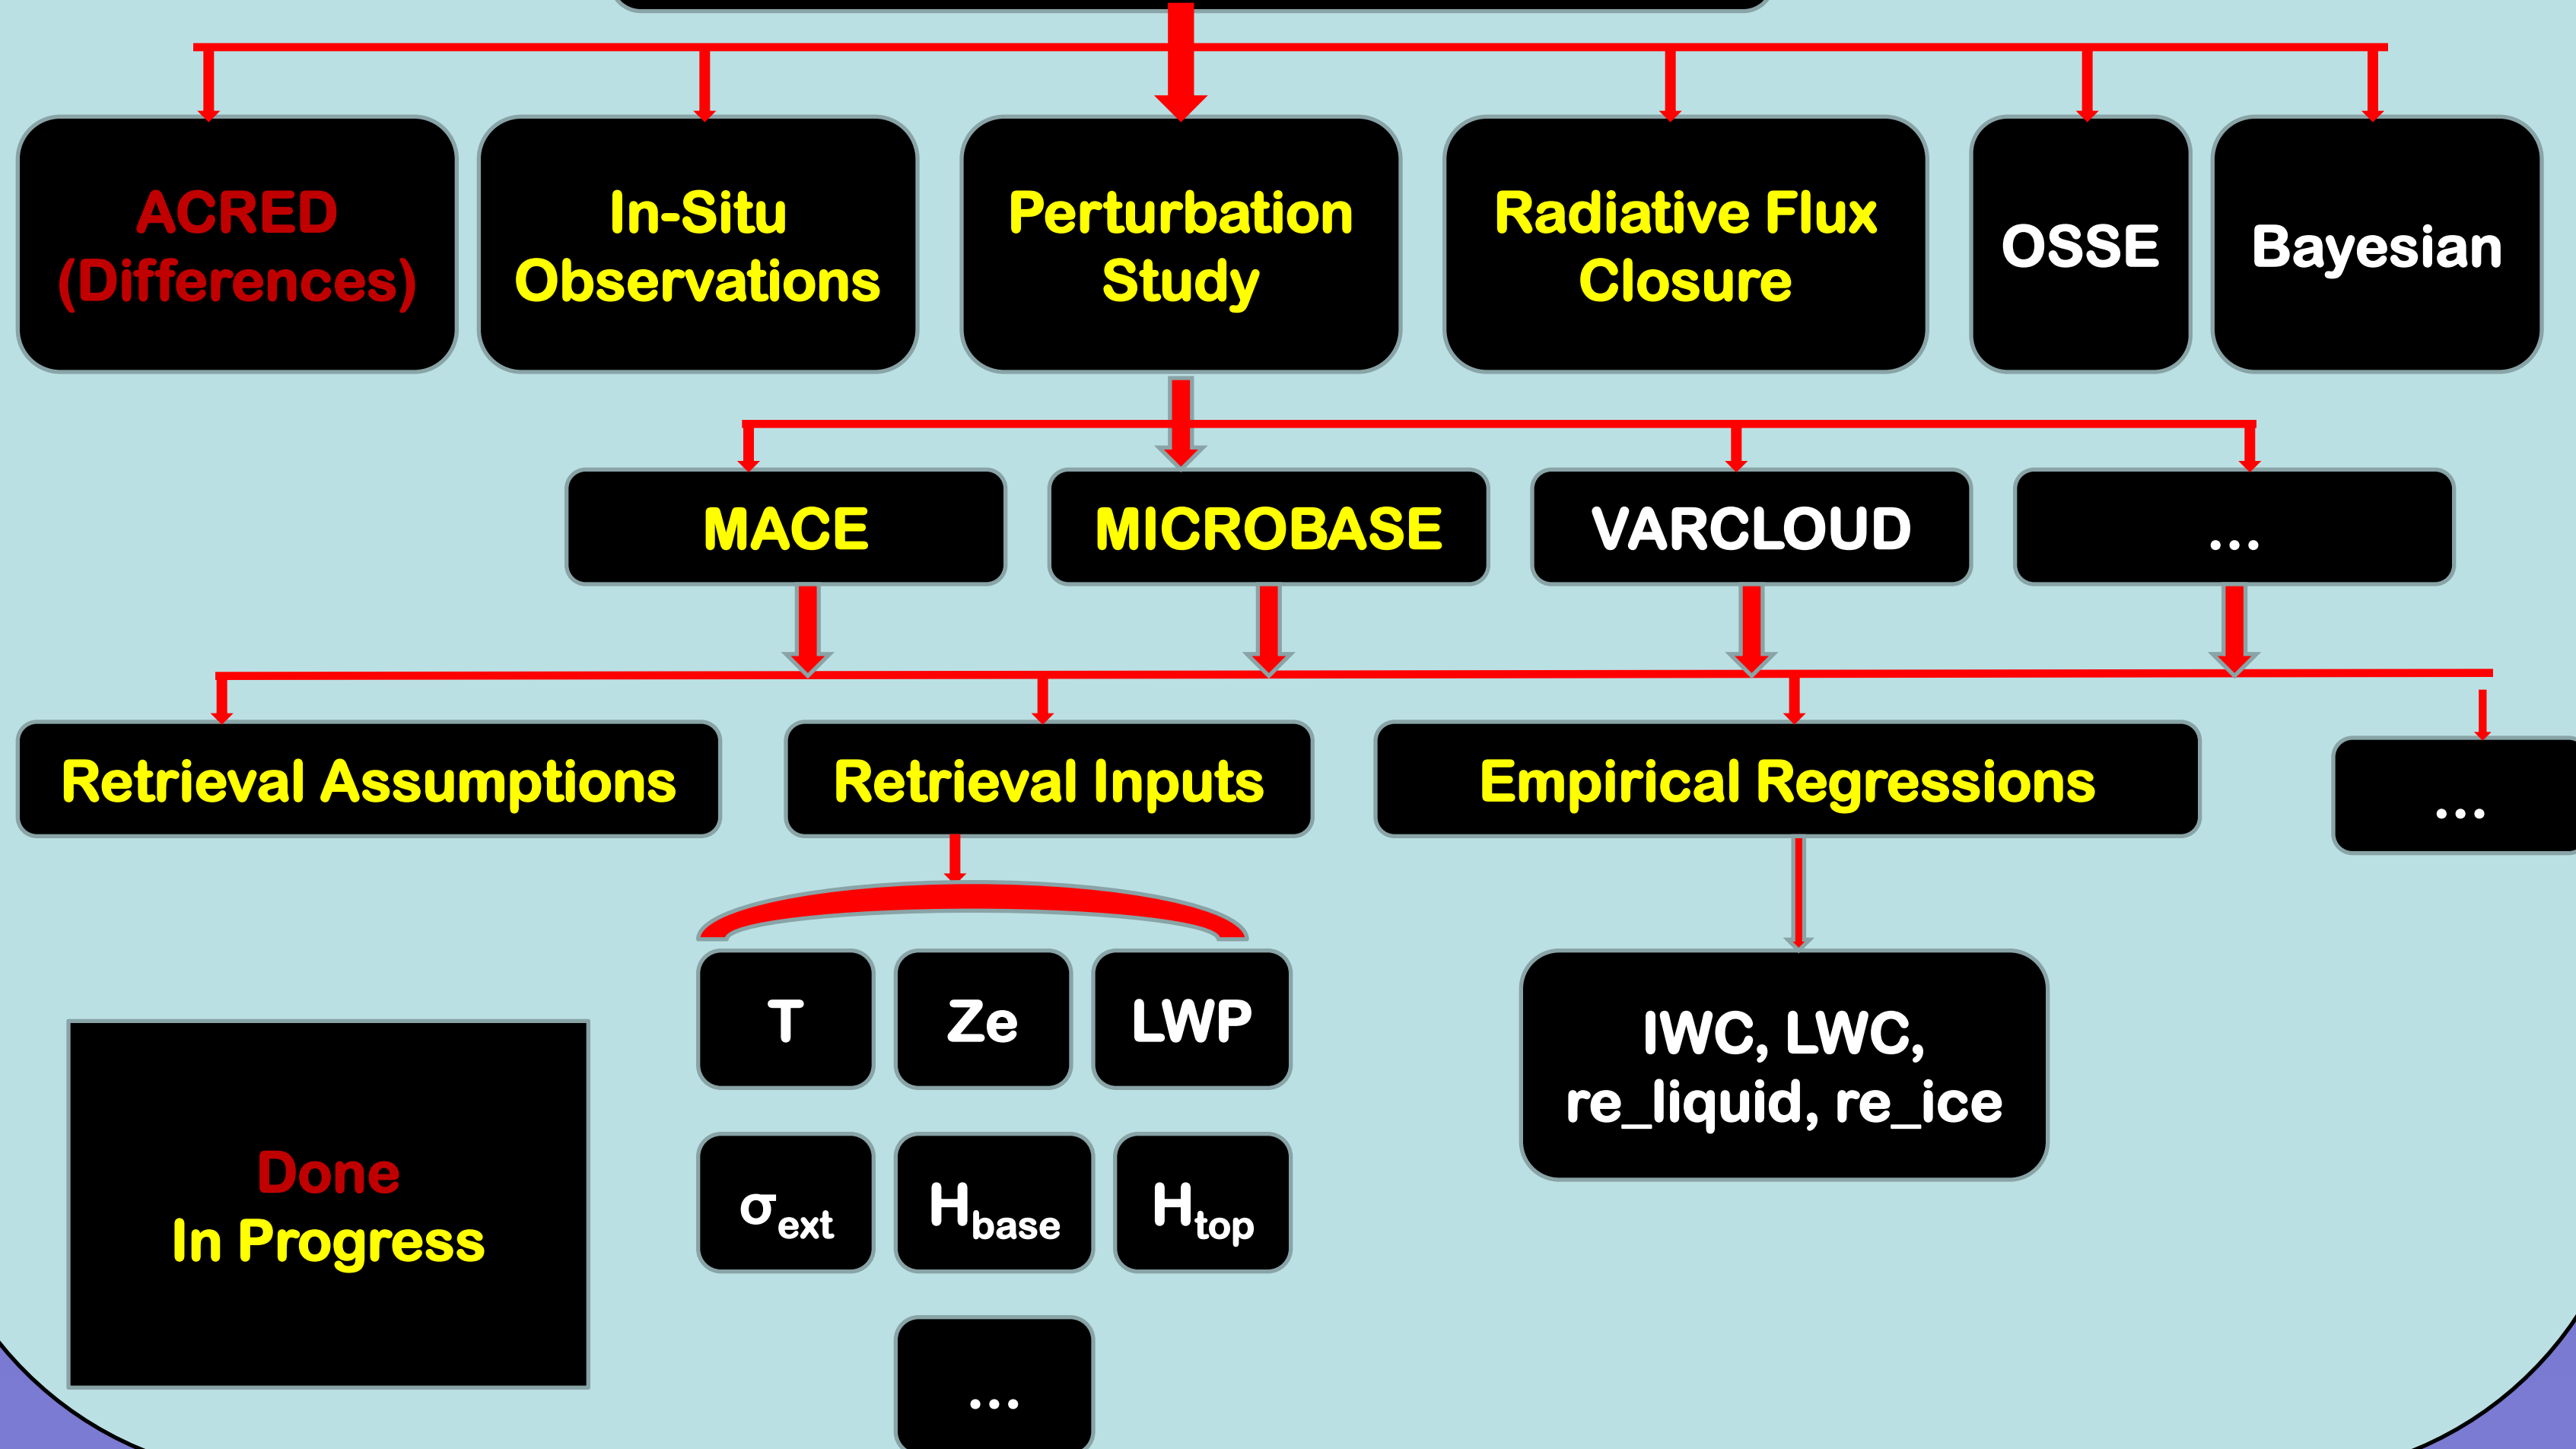 ACRED
(Differences)
In-Situ
Observations
Perturbation
Study
Radiative Flux
Closure
OSSE
Bayesian
MACE
MICROBASE
VARCLOUD
...
Retrieval Assumptions
Retrieval Inputs
Empirical Regressions
...
T
Ze
LWP
σext
Hbase
Htop
...
IWC, LWC,
re_liquid, re_ice
Done
In Progress